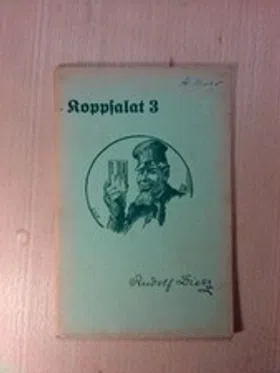 Koppsalat 3
Rudolf Dietz